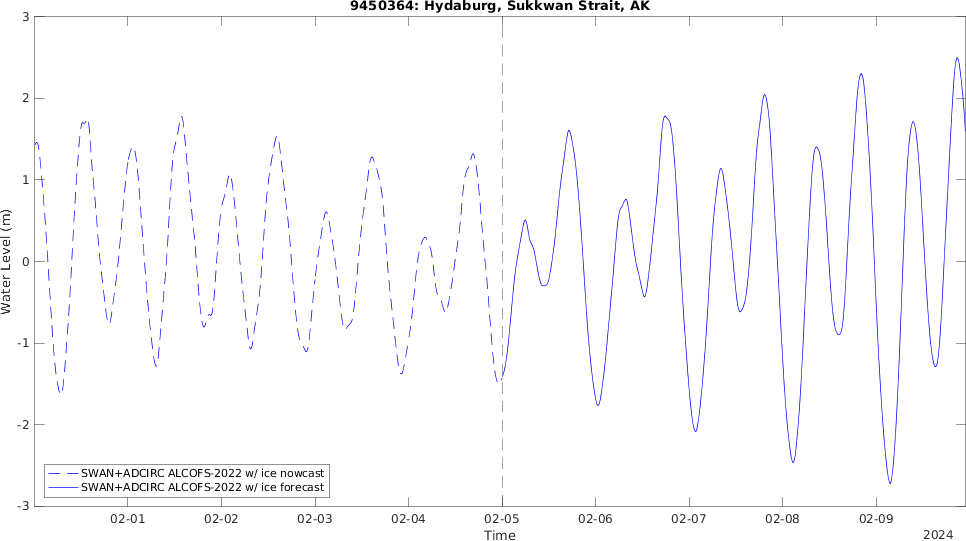 9450364: Hydaburg, Sukkwan Strait, AK
3
2
1
0
-1
-2
-3
Water Level (m)
SWAN+ADCIRC ALCOFS-2022 w/ ice nowcast
SWAN+ADCIRC ALCOFS-2022 w/ ice forecast
02-01 02-02 02-03 02-04 02-05 02-06 02-07 02-08 02-09
Time
2024